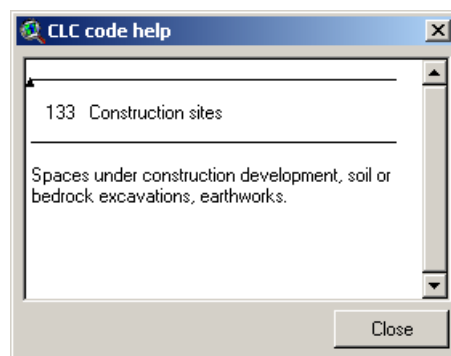 CLC code help
133 Construction sites
Spaces under construction development, soil or
bedrock excavations, earthworks.
Close